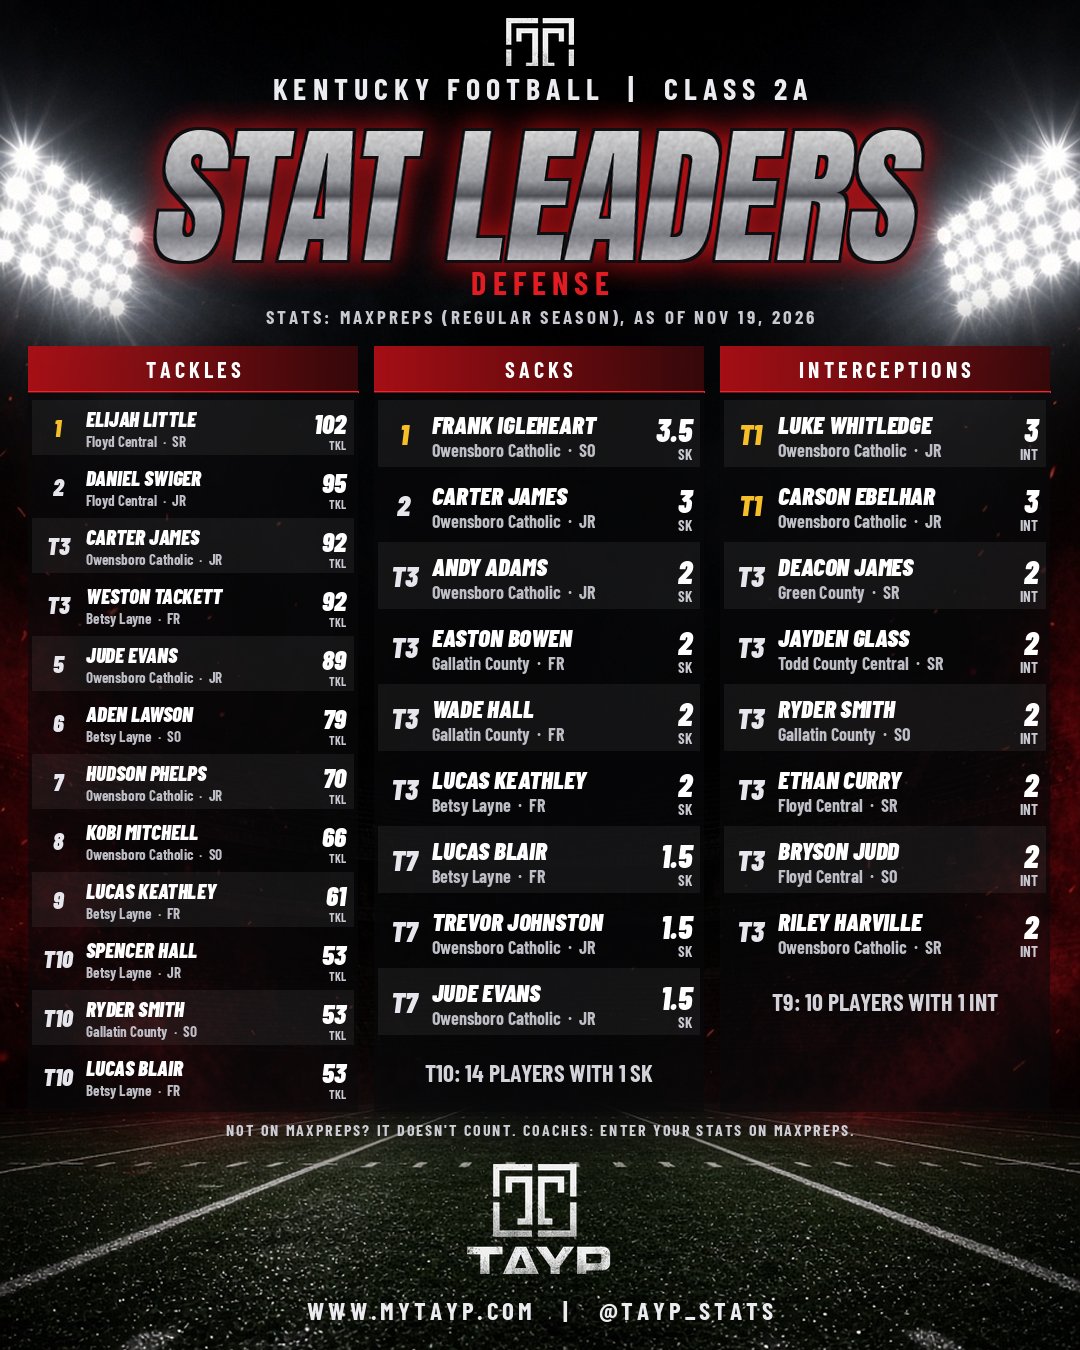 KENTUCKY FOOTBALL | CLASS 2A
STAT LEADERS
DEFENSE
STATS: MAXPREPS (REGULAR SEASON), AS OF NOV 19, 2026
TACKLES
1 ELIJAH LITTLE 102
Floyd Central · SR TKL
2 DANIEL SWIGER 95
Floyd Central · JR TKL
T3 CARTER JAMES 92
Owensboro Catholic · JR TKL
T3 WESTON TACKETT 92
Betsy Layne · FR TKL
5 JUDE EVANS 89
Owensboro Catholic · JR TKL
6 ADEN LAWSON 79
Betsy Layne · SO TKL
7 HUDSON PHELPS 70
Owensboro Catholic · JR TKL
8 KOBI MITCHELL 66
Owensboro Catholic · SO TKL
9 LUCAS KEATHLEY 61
Betsy Layne · FR TKL
T10 SPENCER HALL 53
Betsy Layne · JR TKL
T10 RYDER SMITH 53
Gallatin County · SO TKL
T10 LUCAS BLAIR 53
Betsy Layne · FR TKL
SACKS
1 FRANK IGLEHEART 3.5
Owensboro Catholic · SO SK
2 CARTER JAMES 3
Owensboro Catholic · JR SK
T3 ANDY ADAMS 2
Owensboro Catholic · JR SK
T3 EASTON BOWEN 2
Gallatin County · FR SK
T3 WADE HALL 2
Gallatin County · FR SK
T3 LUCAS KEATHLEY 2
Betsy Layne · FR SK
T7 LUCAS BLAIR 1.5
Betsy Layne · FR SK
T7 TREVOR JOHNSTON 1.5
Owensboro Catholic · JR SK
T7 JUDE EVANS 1.5
Owensboro Catholic · JR SK
T10: 14 PLAYERS WITH 1 SK
INTERCEPTIONS
T1 LUKE WHITLEDGE 3
Owensboro Catholic · JR INT
T1 CARSON EBELHAR 3
Owensboro Catholic · JR INT
T3 DEACON JAMES 2
Green County · SR INT
T3 JAYDEN GLASS 2
Todd County Central · SR INT
T3 RYDER SMITH 2
Gallatin County · SO INT
T3 ETHAN CURRY 2
Floyd Central · SR INT
T3 BRYSON JUDD 2
Floyd Central · SO INT
T3 RILEY HARVILLE 2
Owensboro Catholic · SR INT
T9: 10 PLAYERS WITH 1 INT
NOT ON MAXPREPS? IT DOESN'T COUNT. COACHES: ENTER YOUR STATS ON MAXPREPS.
TAYP
WWW.MYTAYP.COM | @TAYP_STATS